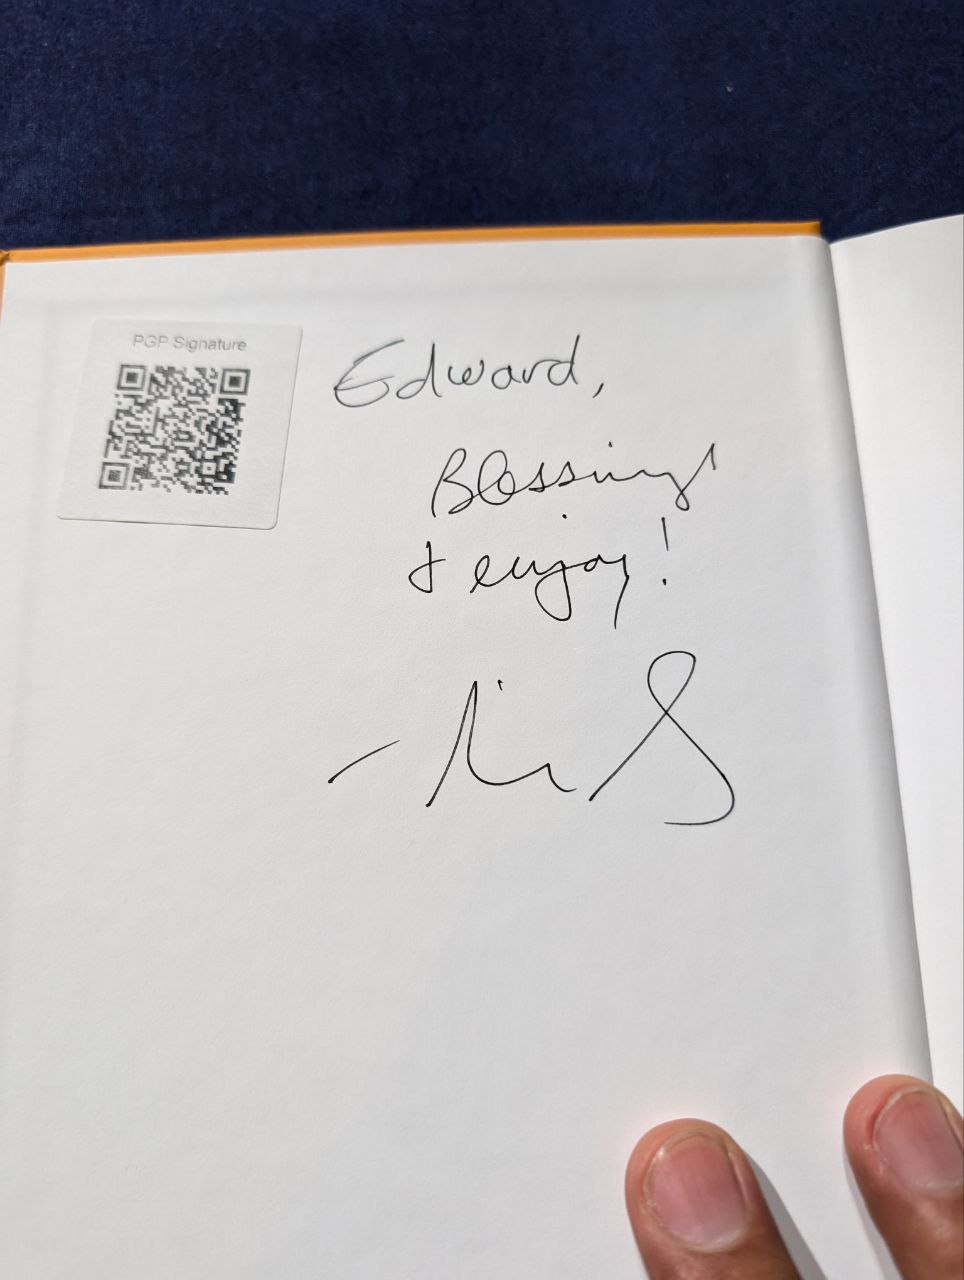 PGP Signature
Edward,
Blessings
& enjoy!